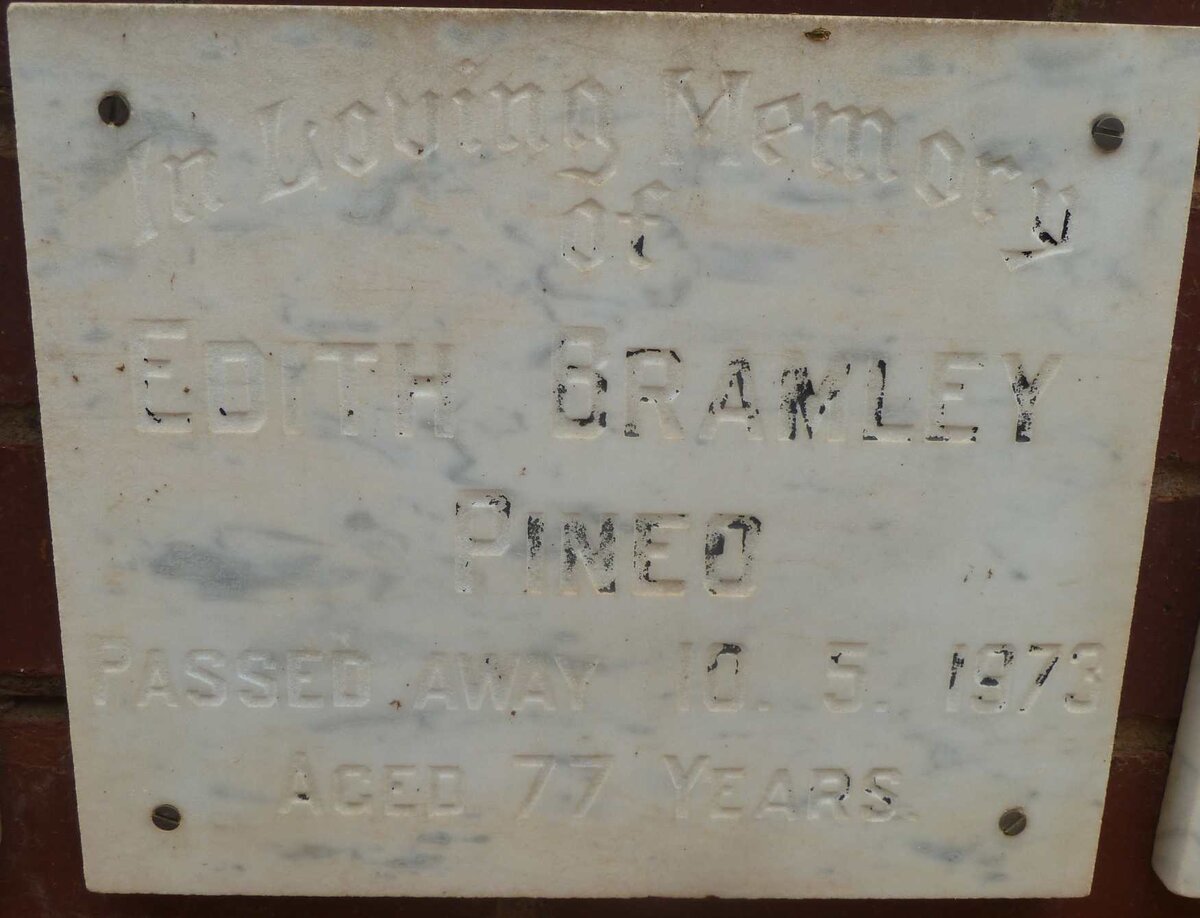 In Loving Memory
of
EDITH BRAMLEY
PINEO
PASSED AWAY 10. 5. 1973
AGED 77 YEARS.